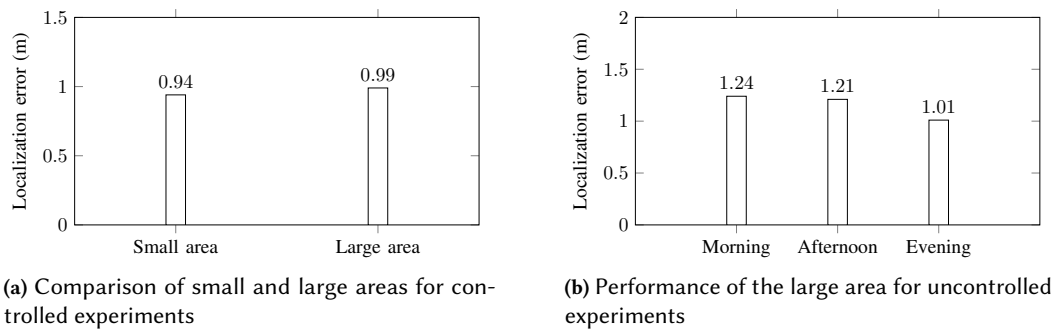 1.5
1
0.5
0
Localization error (m)
0.94
0.99
Small area
Large area
(a) Comparison of small and large areas for con-
trolled experiments
2
1.5
1
0.5
0
Localization error (m)
1.24
1.21
1.01
Morning
Afternoon
Evening
(b) Performance of the large area for uncontrolled
experiments